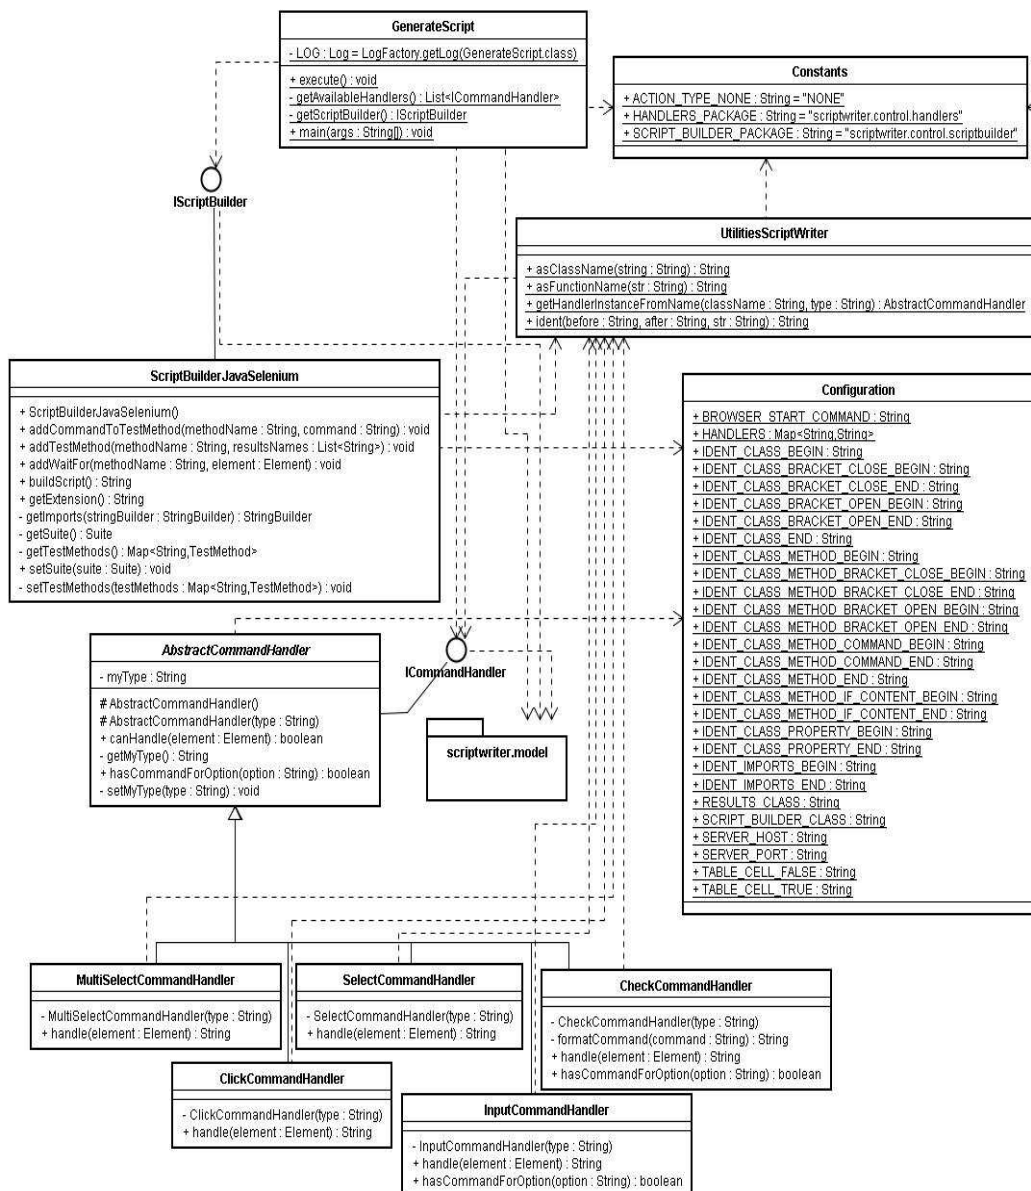 GenerateScript
- LOG : Log = LogFactory.getLog(GenerateScript.class)
+ execute() : void
- getAvailableHandlers() : List<ICommandHandler>
- getScriptBuilder() : IScriptBuilder
+ main(args : String[]) : void
Constants
+ ACTION_TYPE_NONE : String = "NONE"
+ HANDLERS_PACKAGE : String = "scriptwriter.control.handlers"
+ SCRIPT_BUILDER_PACKAGE : String = "scriptwriter.control.scriptbuilder"
IScriptBuilder
UtilitiesScriptWriter
+ asClassName(string : String) : String
+ asFunctionName(str : String) : String
+ getHandlerInstanceFromName(className : String, type : String) : AbstractCommandHandler
+ ident(before : String, after : String, str : String) : String
ScriptBuilderJavaSelenium
+ ScriptBuilderJavaSelenium()
+ addCommandToTestMethod(methodName : String, command : String) : void
+ addTestMethod(methodName : String, resultsNames : List<String>) : void
+ addWaitFor(methodName : String, element : Element) : void
+ buildScript() : String
+ getExtension() : String
- getImports(stringBuilder : StringBuilder) : StringBuilder
- getSuite() : Suite
- getTestMethods() : Map<String,TestMethod>
+ setSuite(suite : Suite) : void
- setTestMethods(testMethods : Map<String,TestMethod>) : void
Configuration
+ BROWSER_START_COMMAND : String
+ HANDLERS : Map<String,String>
+ IDENT_CLASS_BEGIN : String
+ IDENT_CLASS_BRACKET_CLOSE_BEGIN : String
+ IDENT_CLASS_BRACKET_CLOSE_END : String
+ IDENT_CLASS_BRACKET_OPEN_BEGIN : String
+ IDENT_CLASS_BRACKET_OPEN_END : String
+ IDENT_CLASS_END : String
+ IDENT_CLASS_METHOD_BEGIN : String
+ IDENT_CLASS_METHOD_BRACKET_CLOSE_BEGIN : String
+ IDENT_CLASS_METHOD_BRACKET_CLOSE_END : String
+ IDENT_CLASS_METHOD_BRACKET_OPEN_BEGIN : String
+ IDENT_CLASS_METHOD_BRACKET_OPEN_END : String
+ IDENT_CLASS_METHOD_COMMAND_BEGIN : String
+ IDENT_CLASS_METHOD_COMMAND_END : String
+ IDENT_CLASS_METHOD_END : String
+ IDENT_CLASS_METHOD_IF_CONTENT_BEGIN : String
+ IDENT_CLASS_METHOD_IF_CONTENT_END : String
+ IDENT_CLASS_PROPERTY_BEGIN : String
+ IDENT_CLASS_PROPERTY_END : String
+ IDENT_IMPORTS_BEGIN : String
+ IDENT_IMPORTS_END : String
+ RESULTS_CLASS : String
+ SCRIPT_BUILDER_CLASS : String
+ SERVER_HOST : String
+ SERVER_PORT : String
+ TABLE_CELL_FALSE : String
+ TABLE_CELL_TRUE : String
AbstractCommandHandler
- myType : String
# AbstractCommandHandler()
# AbstractCommandHandler(type : String)
+ canHandle(element : Element) : boolean
- getMyType() : String
+ hasCommandForOption(option : String) : boolean
- setMyType(type : String) : void
ICommandHandler
scriptwriter.model
MultiSelectCommandHandler
- MultiSelectCommandHandler(type : String)
+ handle(element : Element) : String
SelectCommandHandler
- SelectCommandHandler(type : String)
+ handle(element : Element) : String
CheckCommandHandler
- CheckCommandHandler(type : String)
- formatCommand(command : String) : String
+ handle(element : Element) : String
+ hasCommandForOption(option : String) : boolean
ClickCommandHandler
- ClickCommandHandler(type : String)
+ handle(element : Element) : String
InputCommandHandler
- InputCommandHandler(type : String)
+ handle(element : Element) : String
+ hasCommandForOption(option : String) : boolean